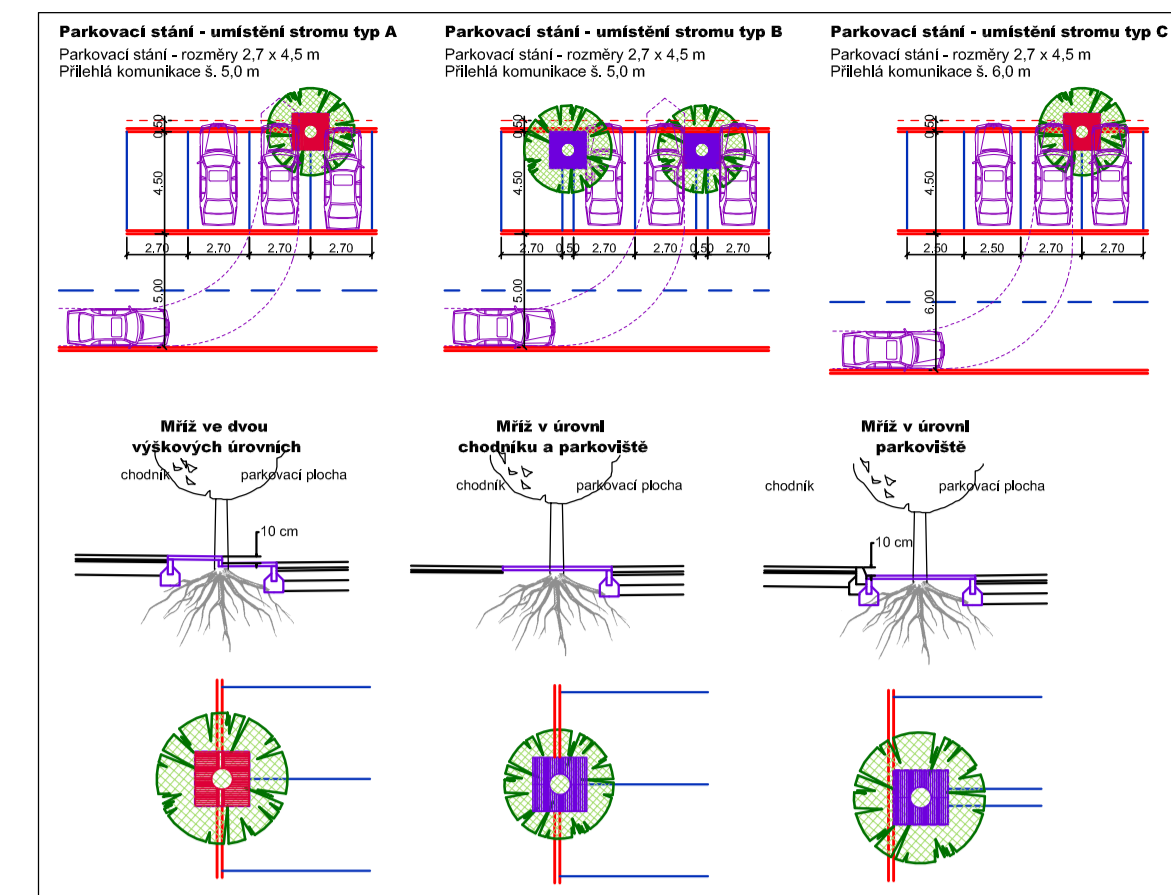 Parkovací stání - umístění stromu typ A
Parkovací stání - rozměry 2,7 x 4,5 m
Přilehlá komunikace š. 5,0 m
0.50
4.50
2.70 2.70 2.70 2.70
5.00
Parkovací stání - umístění stromu typ B
Parkovací stání - rozměry 2,7 x 4,5 m
Přilehlá komunikace š. 5,0 m
0.50
4.50
2.70 0.50 2.70 2.70 0.50 2.70
5.00
Parkovací stání - umístění stromu typ C
Parkovací stání - rozměry 2,7 x 4,5 m
Přilehlá komunikace š. 6,0 m
0.50
4.50
2.50 2.70 2.70
6.00
Mříž ve dvou
výškových úrovních
chodník parkovací plocha
10 cm
Mříž v úrovni
chodníku a parkoviště
chodník parkovací plocha
Mříž v úrovni
parkoviště
chodník parkovací plocha
10 cm